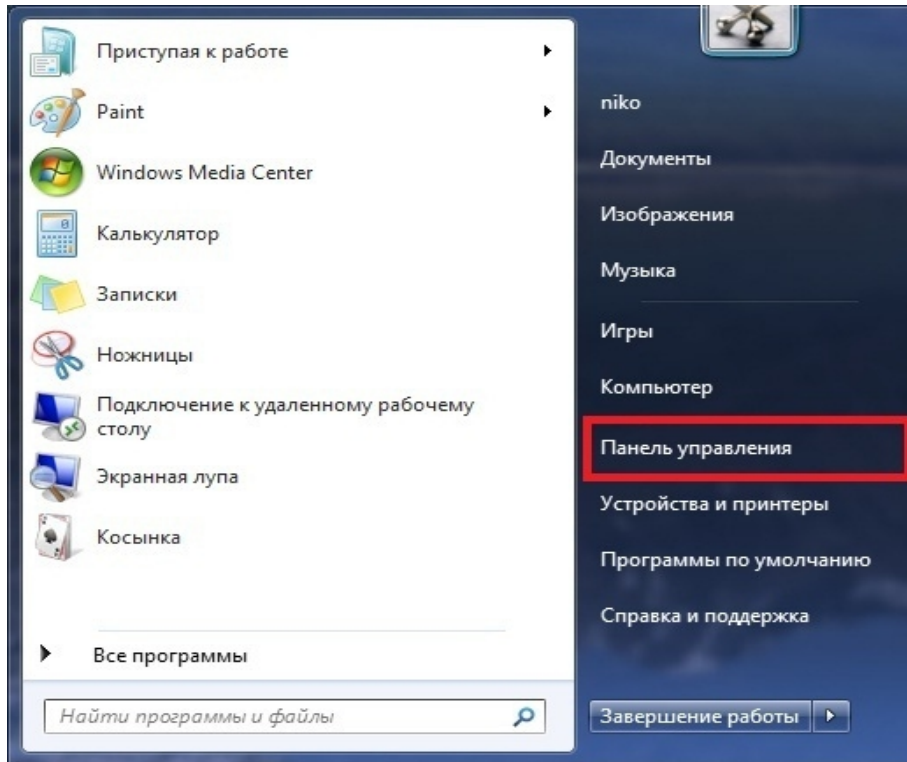 Приступая к работе
Paint
Windows Media Center
Калькулятор
Записки
Ножницы
Подключение к удаленному рабочему
столу
Экранная лупа
Косынка
Все программы
Найти программы и файлы
niko
Документы
Изображения
Музыка
Игры
Компьютер
Панель управления
Устройства и принтеры
Программы по умолчанию
Справка и поддержка
Завершение работы